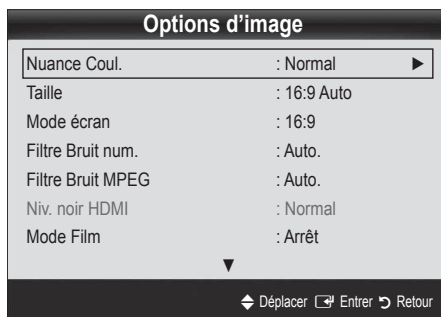 Options d'image
Nuance Coul. : Normal ▶
Taille : 16:9 Auto
Mode écran : 16:9
Filtre Bruit num. : Auto.
Filtre Bruit MPEG : Auto.
Niv. noir HDMI : Normal
Mode Film : Arrêt
▼
Déplacer Entrer Retour